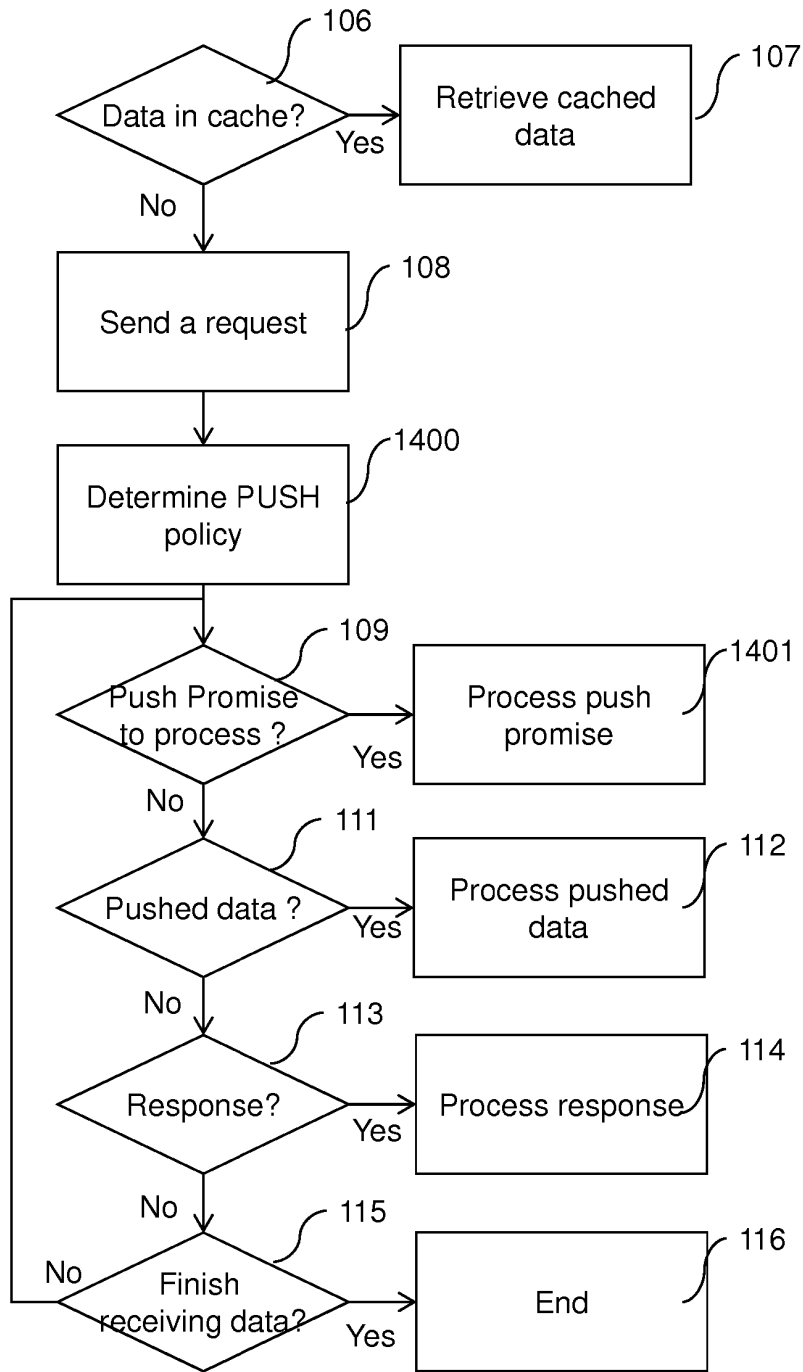 106
107
Data in cache?
Retrieve cached
data
Yes
No
108
Send a request
1400
Determine PUSH
policy
109
1401
Push Promise
to process ?
Process push
promise
Yes
No
111
112
Pushed data ?
Process pushed
data
Yes
No
113
114
Response?
Process response
Yes
No
115
116
No
Finish
receiving data?
End
Yes